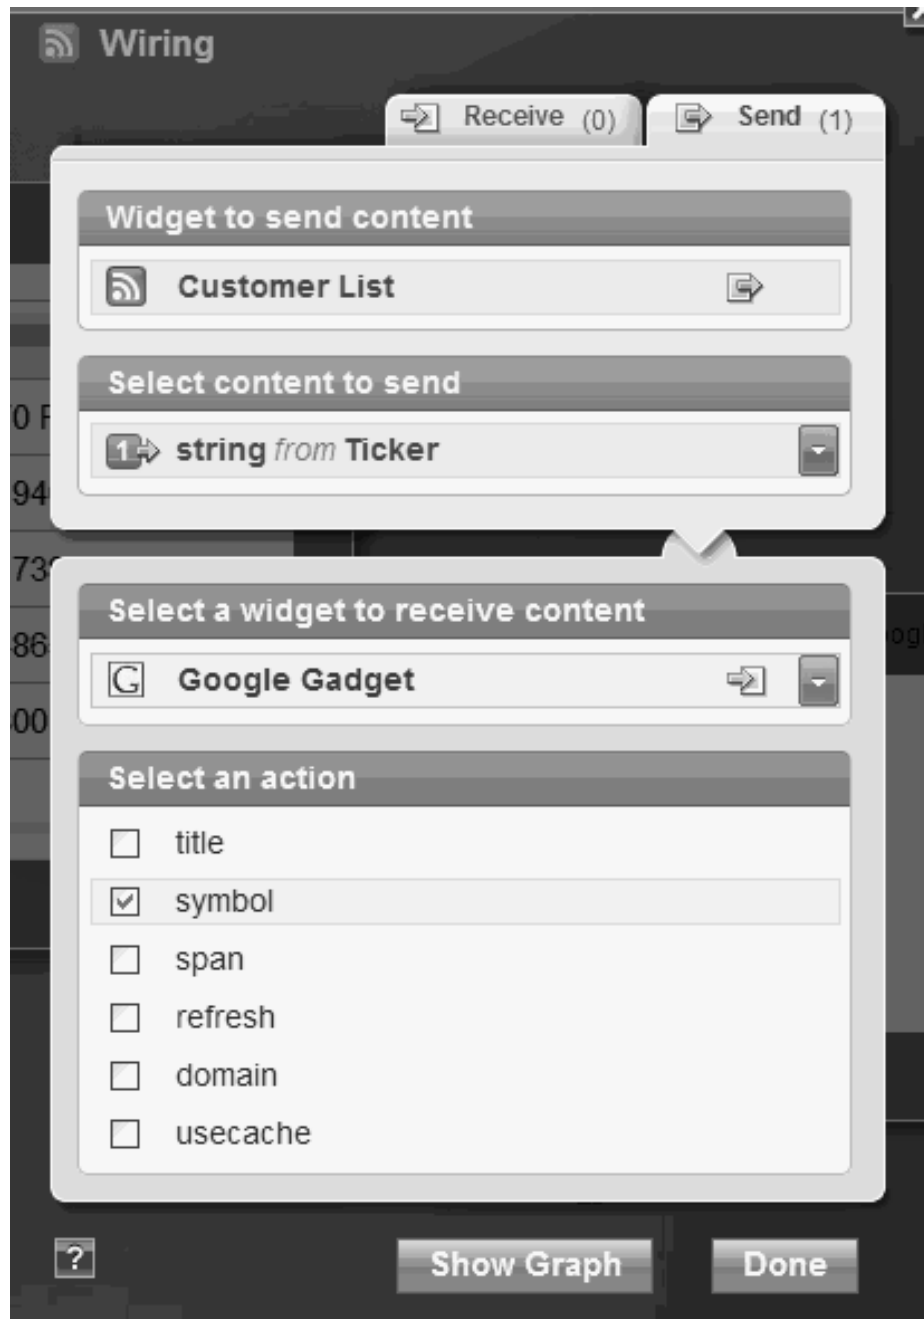 Wiring
Receive (0) Send (1)
Widget to send content
Customer List
Select content to send
1 string from Ticker
Select a widget to receive content
G Google Gadget
Select an action
title
symbol
span
refresh
domain
usecache
? Show Graph Done